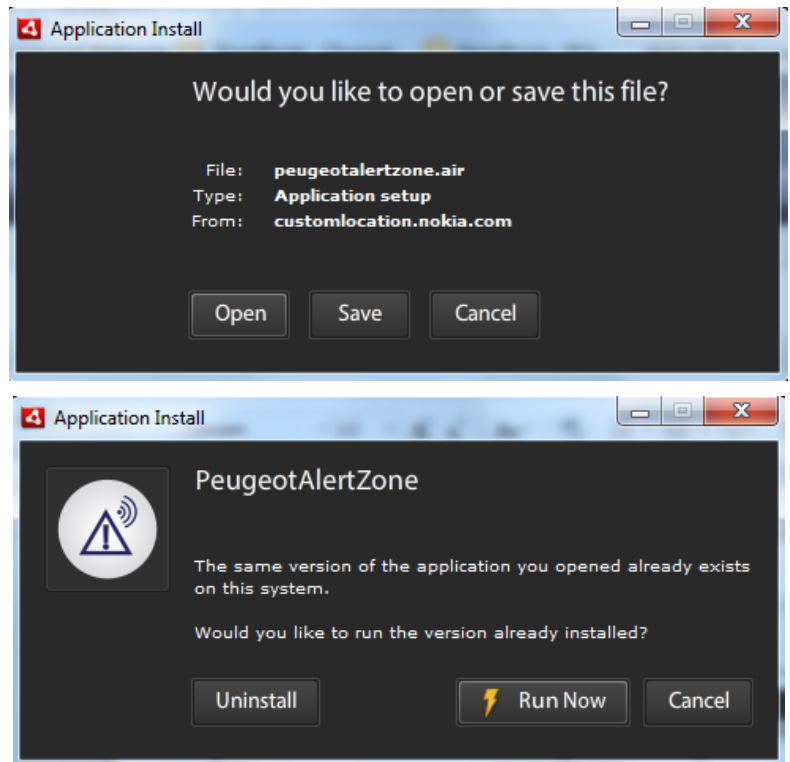 Application Install
Would you like to open or save this file?
File: peugeotalertzone.air
Type: Application setup
From: customlocation.nokia.com
Open Save Cancel
Application Install
PeugeotAlertZone
The same version of the application you opened already exists
on this system.
Would you like to run the version already installed?
Uninstall Run Now Cancel